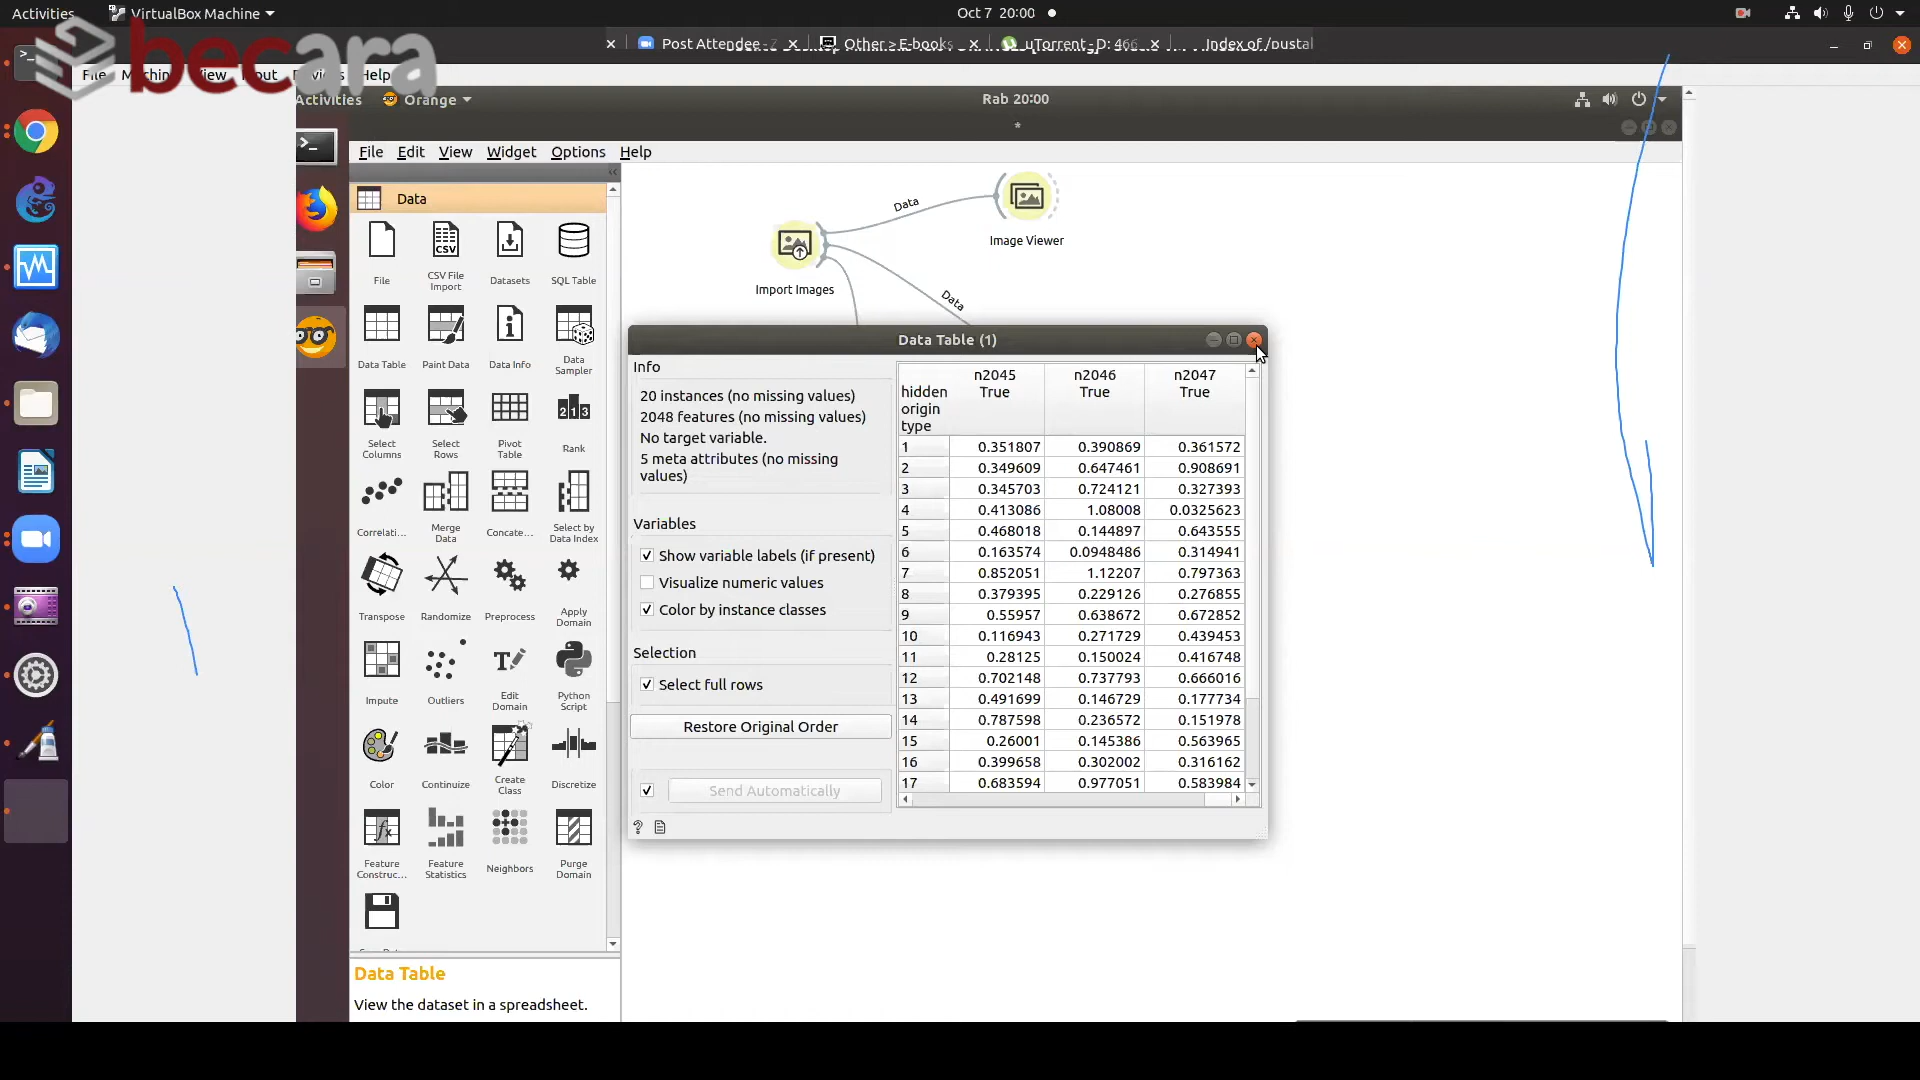 Activities VirtualBox Machine Oct 7 20:00
becara
Post Attendee - Z Other > E-books uTorrent - D: 466 Index of /pustal
File Machine View Input Devices Help
Activities Orange Rab 20:00
*
File Edit View Widget Options Help
Data
File
CSV File Import
Datasets
SQL Table
Data Table
Paint Data
Data Info
Data Sampler
Select Columns
Select Rows
Pivot Table
Rank
Correlati...
Merge Data
Concate...
Select by Data Index
Transpose
Randomize
Preprocess
Apply Domain
Impute
Outliers
Edit Domain
Python Script
Color
Continuize
Create Class
Discretize
Feature Construc...
Feature Statistics
Neighbors
Purge Domain
Data Table
View the dataset in a spreadsheet.
Data
Image Viewer
Import Images
Data
Data Table (1)
Info
20 instances (no missing values)
2048 features (no missing values)
No target variable.
5 meta attributes (no missing
values)
Variables
Show variable labels (if present)
Visualize numeric values
Color by instance classes
Selection
Select full rows
Restore Original Order
Send Automatically
n2045 n2046 n2047
True True True
hidden
origin
type
1 0.351807 0.390869 0.361572
2 0.349609 0.647461 0.908691
3 0.345703 0.724121 0.327393
4 0.413086 1.08008 0.0325623
5 0.468018 0.144897 0.643555
6 0.163574 0.0948486 0.314941
7 0.852051 1.12207 0.797363
8 0.379395 0.229126 0.276855
9 0.55957 0.638672 0.672852
10 0.116943 0.271729 0.439453
11 0.28125 0.150024 0.416748
12 0.702148 0.737793 0.666016
13 0.491699 0.146729 0.177734
14 0.787598 0.236572 0.151978
15 0.26001 0.145386 0.563965
16 0.399658 0.302002 0.316162
17 0.683594 0.977051 0.583984